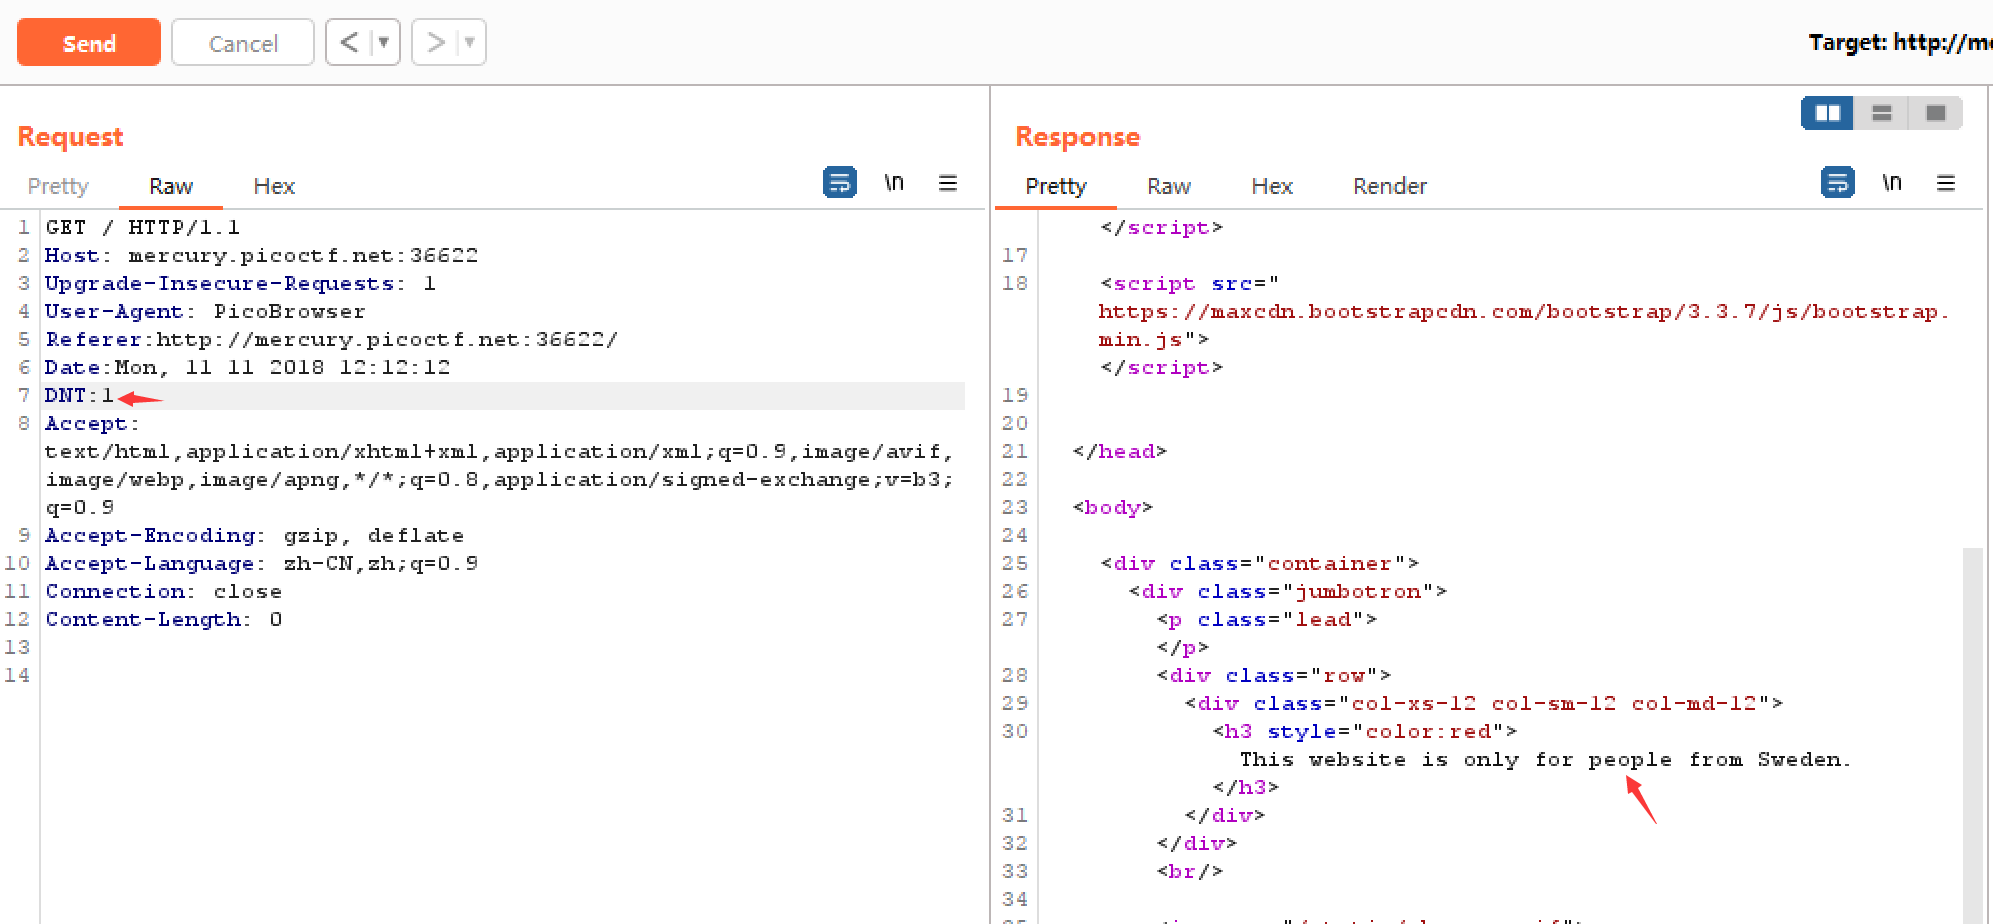 Send Cancel < ▼ > ▼ Target: http://me
Request
Pretty Raw Hex \n
1 GET / HTTP/1.1
2 Host: mercury.picoctf.net:36622
3 Upgrade-Insecure-Requests: 1
4 User-Agent: PicoBrowser
5 Referer:http://mercury.picoctf.net:36622/
6 Date:Mon, 11 11 2018 12:12:12
7 DNT:1
8 Accept:
text/html,application/xhtml+xml,application/xml;q=0.9,image/avif,
image/webp,image/apng,*/*;q=0.8,application/signed-exchange;v=b3;
q=0.9
9 Accept-Encoding: gzip, deflate
10 Accept-Language: zh-CN,zh;q=0.9
11 Connection: close
12 Content-Length: 0
13
14
Response
Pretty Raw Hex Render \n
</script>
17
18 <script src="
https://maxcdn.bootstrapcdn.com/bootstrap/3.3.7/js/bootstrap.
min.js">
</script>
19
20
21 </head>
22
23 <body>
24
25 <div class="container">
26 <div class="jumbotron">
27 <p class="lead">
</p>
28 <div class="row">
29 <div class="col-xs-12 col-sm-12 col-md-12">
30 <h3 style="color:red">
This website is only for people from Sweden.
</h3>
31 </div>
32 </div>
33 <br/>
34